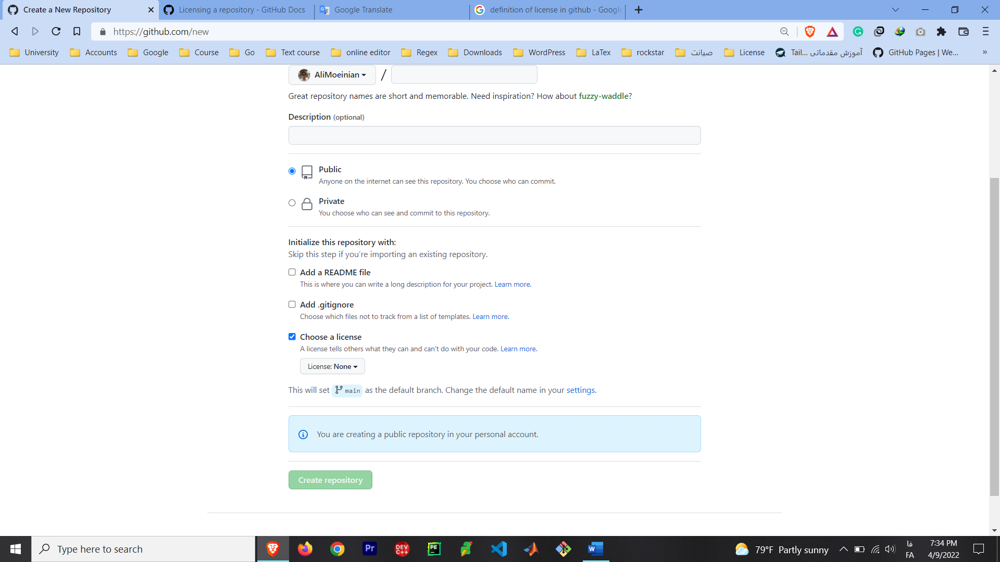 Create a New Repository
Licensing a repository - GitHub Docs
Google Translate
definition of license in github - Google
https://github.com/new
University
Accounts
Google
Course
Go
Text course
online editor
Regex
Downloads
WordPress
LaTex
rockstar
صیانت
License
Tail... آموزش مقدماتی
GitHub Pages | We...
»
AliMoeinian /
Great repository names are short and memorable. Need inspiration? How about fuzzy-waddle?
Description (optional)
Public
Anyone on the internet can see this repository. You choose who can commit.
Private
You choose who can see and commit to this repository.
Initialize this repository with:
Skip this step if you’re importing an existing repository.
Add a README file
This is where you can write a long description for your project. Learn more.
Add .gitignore
Choose which files not to track from a list of templates. Learn more.
Choose a license
A license tells others what they can and can't do with your code. Learn more.
License: None
This will set main as the default branch. Change the default name in your settings.
You are creating a public repository in your personal account.
Create repository
Type here to search
Pr
DEV C++
PE
W
79°F Partly sunny
فا
FA
7:34 PM
4/9/2022